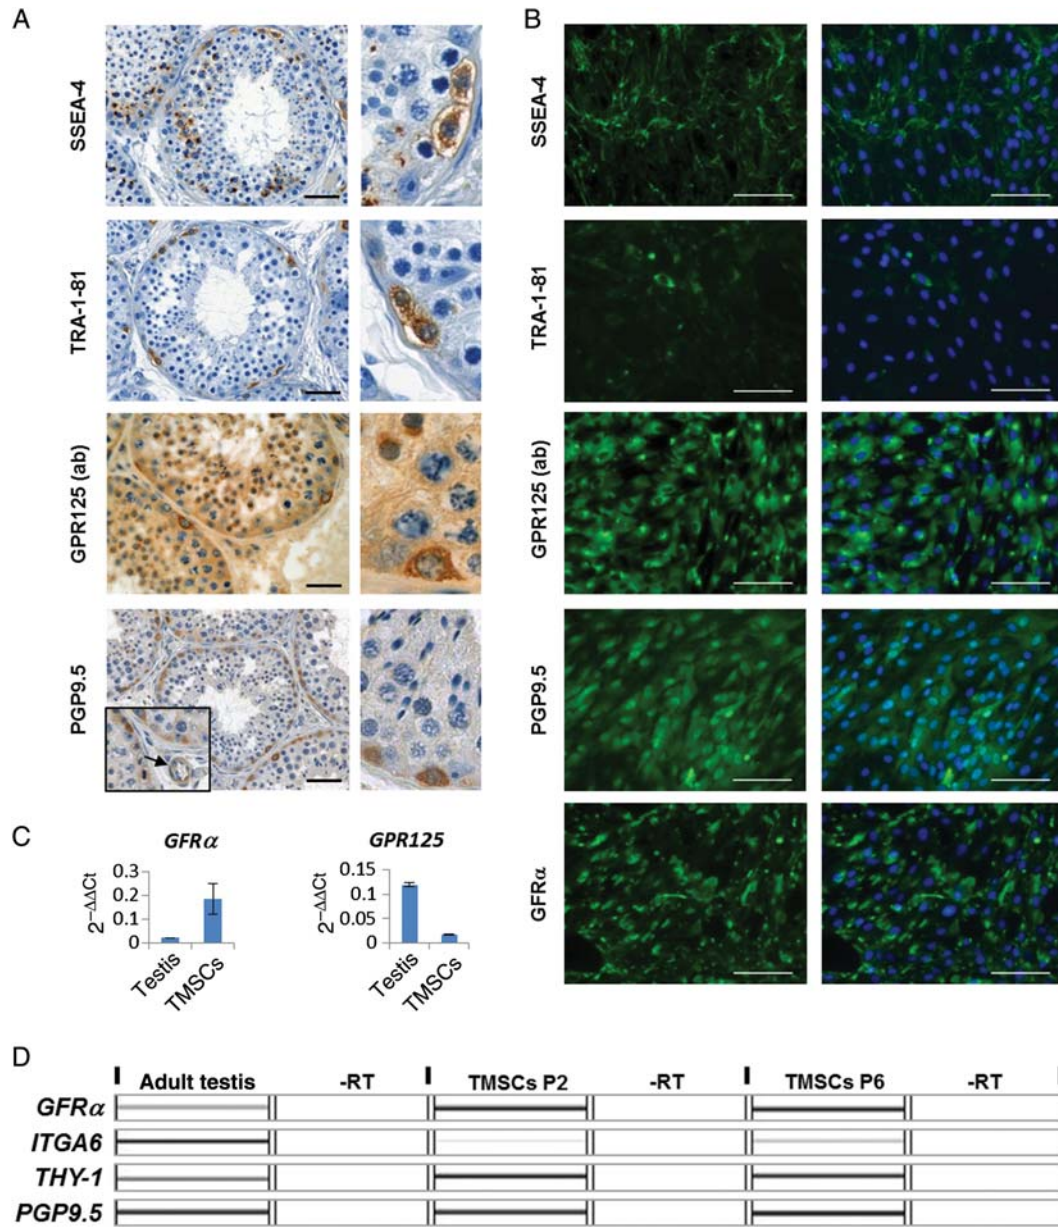 A
B
SSEA-4
SSEA-4
TRA-1-81
TRA-1-81
GPR125 (ab)
GPR125 (ab)
PGP9.5
PGP9.5
GFRα
C
GFRα
2−ΔΔCt
0.3
0.2
0.1
0
Testis
TMSCs
GPR125
2−ΔΔCt
0.15
0.1
0.05
0
Testis
TMSCs
D
Adult testis -RT TMSCs P2 -RT TMSCs P6 -RT
GFRα
ITGA6
THY-1
PGP9.5